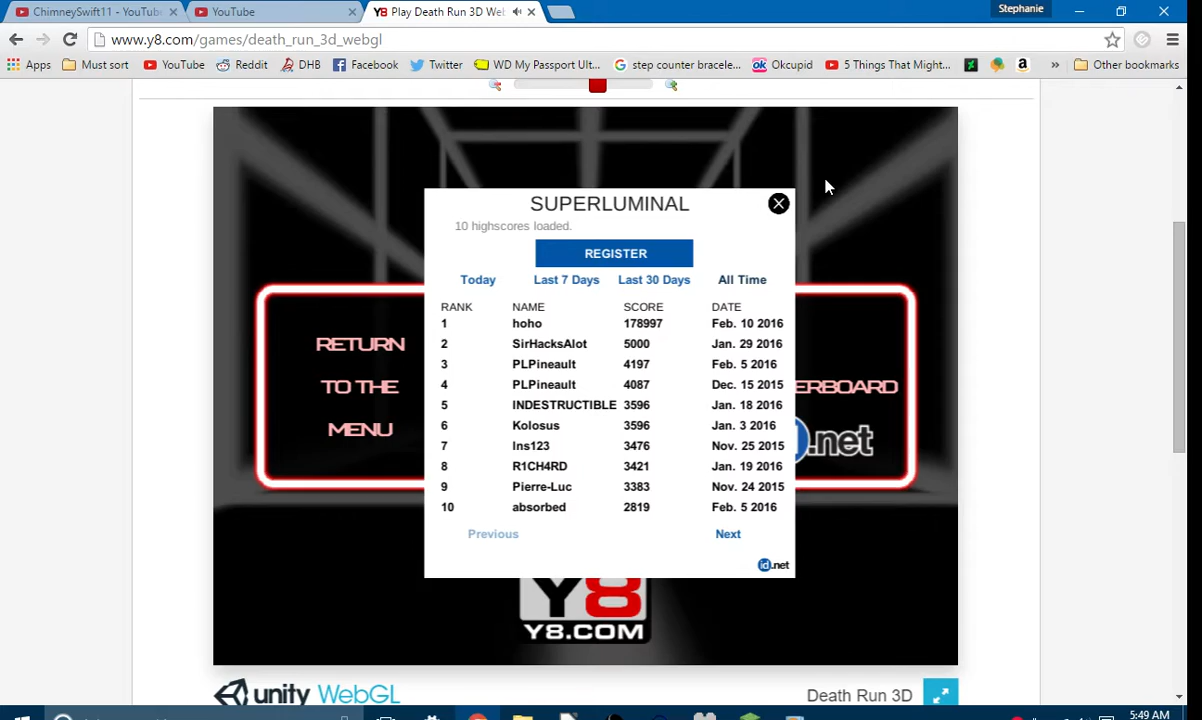 ChimneySwift11 - YouTub
YouTube
Y8 Play Death Run 3D Web
Stephanie
www.y8.com/games/death_run_3d_webgl
Apps Must sort YouTube Reddit DHB Facebook Twitter WD My Passport Ult... step counter bracele... Okcupid 5 Things That Might... » Other bookmarks
SUPERLUMINAL
10 highscores loaded.
REGISTER
Today Last 7 Days Last 30 Days All Time
RANK NAME SCORE DATE
1 hoho 178997 Feb. 10 2016
2 SirHacksAlot 5000 Jan. 29 2016
3 PLPineault 4197 Feb. 5 2016
4 PLPineault 4087 Dec. 15 2015
5 INDESTRUCTIBLE 3596 Jan. 18 2016
6 Kolosus 3596 Jan. 3 2016
7 Ins123 3476 Nov. 25 2015
8 R1CH4RD 3421 Jan. 19 2016
9 Pierre-Luc 3383 Nov. 24 2015
10 absorbed 2819 Feb. 5 2016
Previous Next
id.net
RETURN
TO THE
MENU
ERBOARD
.net
Y8
Y8.COM
unity WebGL
Death Run 3D
5:49 AM